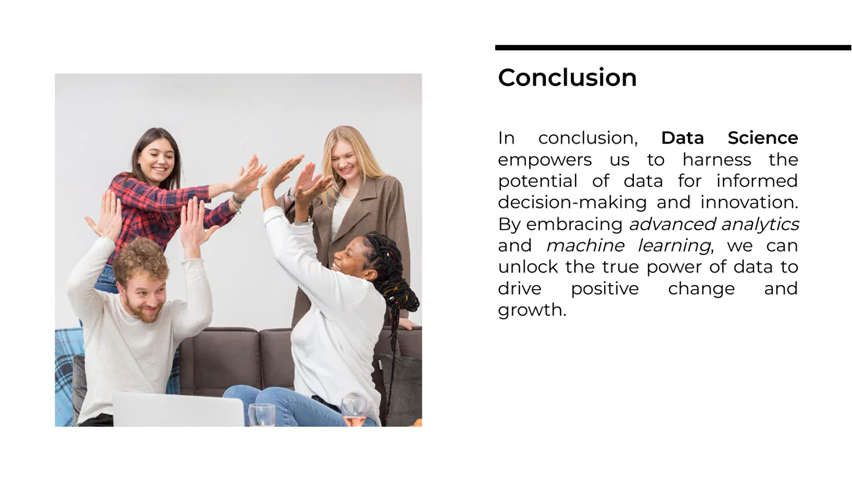 Conclusion
In conclusion, Data Science
empowers us to harness the
potential of data for informed
decision-making and innovation.
By embracing advanced analytics
and machine learning, we can
unlock the true power of data to
drive positive change and
growth.